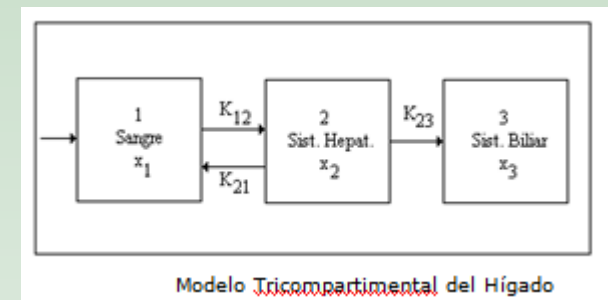 1
Sangre
x1
K12
K21
2
Sist. Hepat.
x2
K23
3
Sist. Biliar
x3
Modelo Tricompartimental del Hígado